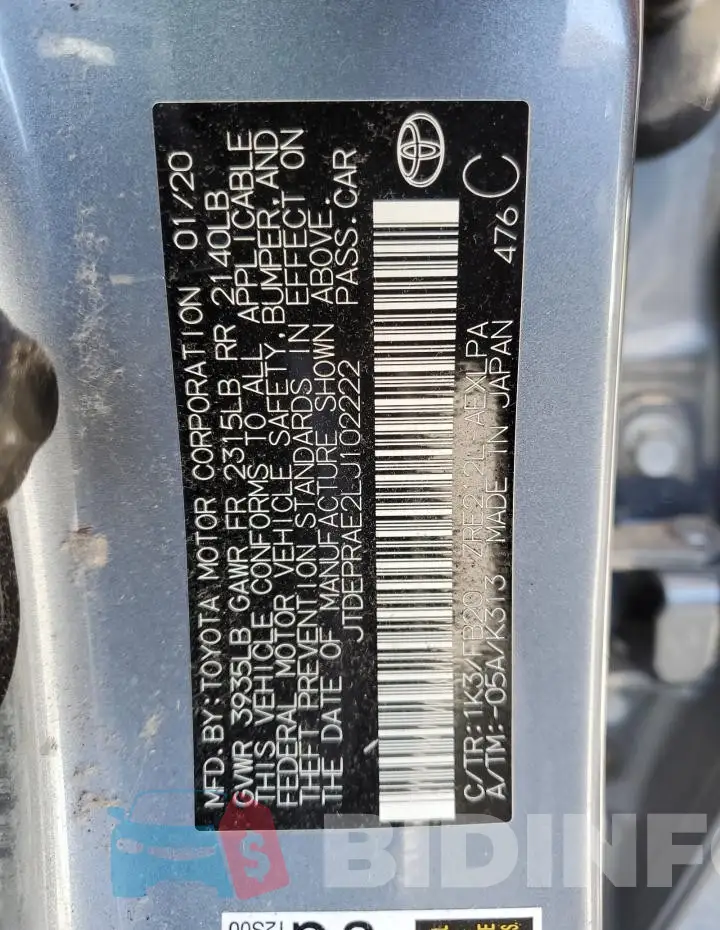 MFD.BY:TOYOTA MOTOR CORPORATION 01/20
GVWR 3935LB GAWR FR 2315LB RR 2140LB
THIS VEHICLE CONFORMS TO ALL APPLICABLE
FEDERAL MOTOR VEHICLE SAFETY,BUMPER,AND
THEFT PREVENTION STANDARDS IN EFFECT ON
THE DATE OF MANUFACTURE SHOWN ABOVE.
JTDEPRAE2LJ102222 PASS.CAR
C/TR:1K3/FB20 ZRE212L-AEXLPA
A/TM:-05A/K313 MADE IN JAPAN 476 C
BIDINFO
12S00